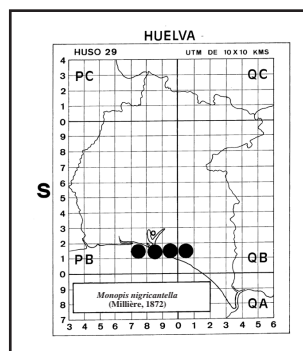 HUELVA
HUSO 29 UTM DE 10 X 10 KMS
PC QC
4
3
2
1
0
9
8
7
6
S 5
4
3
2
1
PB QB
0
9
8 QA
7
3 4 5 6 7 8 9 0 1 2 3 4 5 6
Monopis nigricantella
(Millière, 1872)